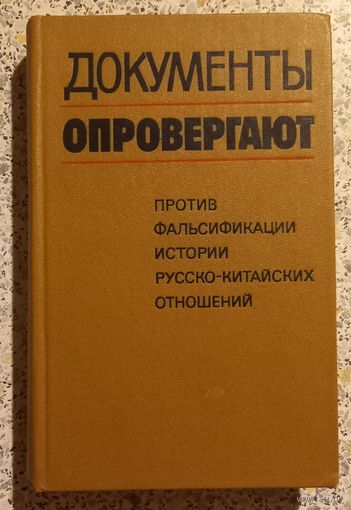 ДОКУМЕНТЫ
ОПРОВЕРГАЮТ
ПРОТИВ
ФАЛЬСИФИКАЦИИ
ИСТОРИИ
РУССКО-КИТАЙСКИХ
ОТНОШЕНИЙ